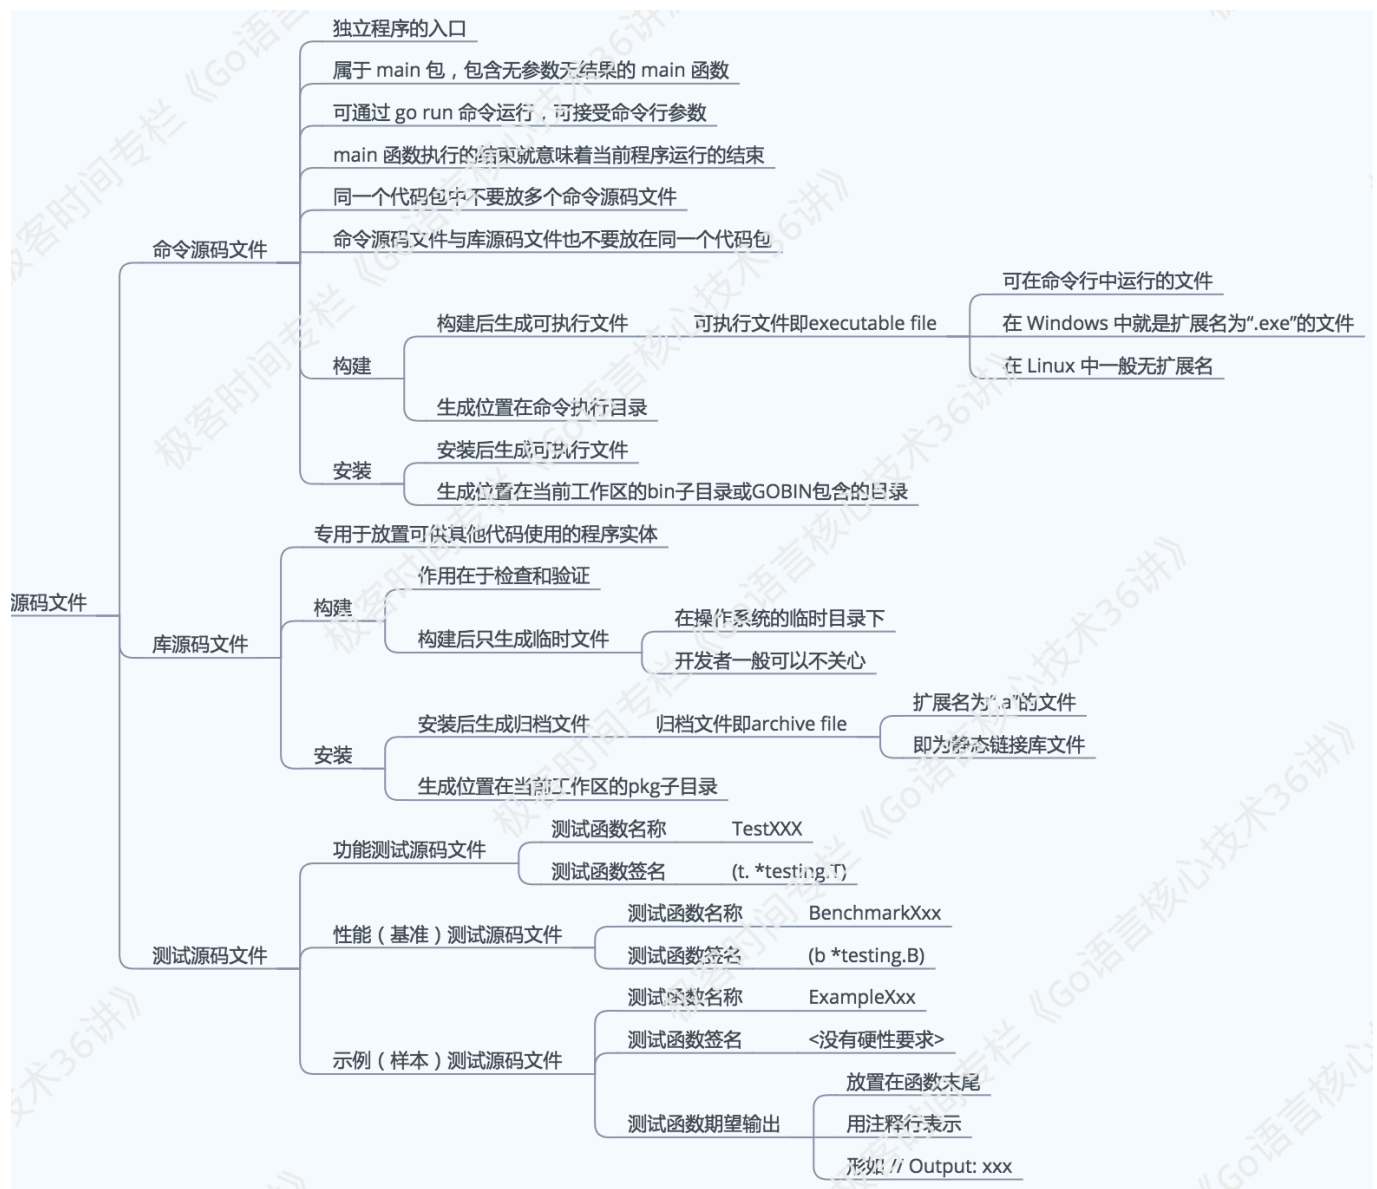 独立程序的入口
属于 main 包，包含无参数无结果的 main 函数
可通过 go run 命令运行，可接受命令行参数
main 函数执行的结束就意味着当前程序运行的结束
同一个代码包中不要放多个命令源码文件
命令源码文件与库源码文件也不要放在同一个代码包
命令源码文件
可在命令行中运行的文件
构建后生成可执行文件
可执行文件即executable file
在 Windows 中就是扩展名为“.exe”的文件
构建
在 Linux 中一般无扩展名
生成位置在命令执行目录
安装后生成可执行文件
安装
生成位置在当前工作区的bin子目录或GOBIN包含的目录
专用于放置可供其他代码使用的程序实体
作用在于检查和验证
源码文件
构建
在操作系统的临时目录下
库源码文件
构建后只生成临时文件
开发者一般可以不关心
扩展名为“.a”的文件
安装后生成归档文件
归档文件即archive file
即为静态链接库文件
安装
生成位置在当前工作区的pkg子目录
测试函数名称
TestXXX
功能测试源码文件
测试函数签名
(t. *testing.T)
测试函数名称
BenchmarkXxx
性能（基准）测试源码文件
测试函数签名
(b *testing.B)
测试源码文件
测试函数名称
ExampleXxx
测试函数签名
<没有硬性要求>
示例（样本）测试源码文件
放置在函数末尾
测试函数期望输出
用注释行表示
形如 // Output: xxx
极客时间专栏《Go语言核心技术36讲》